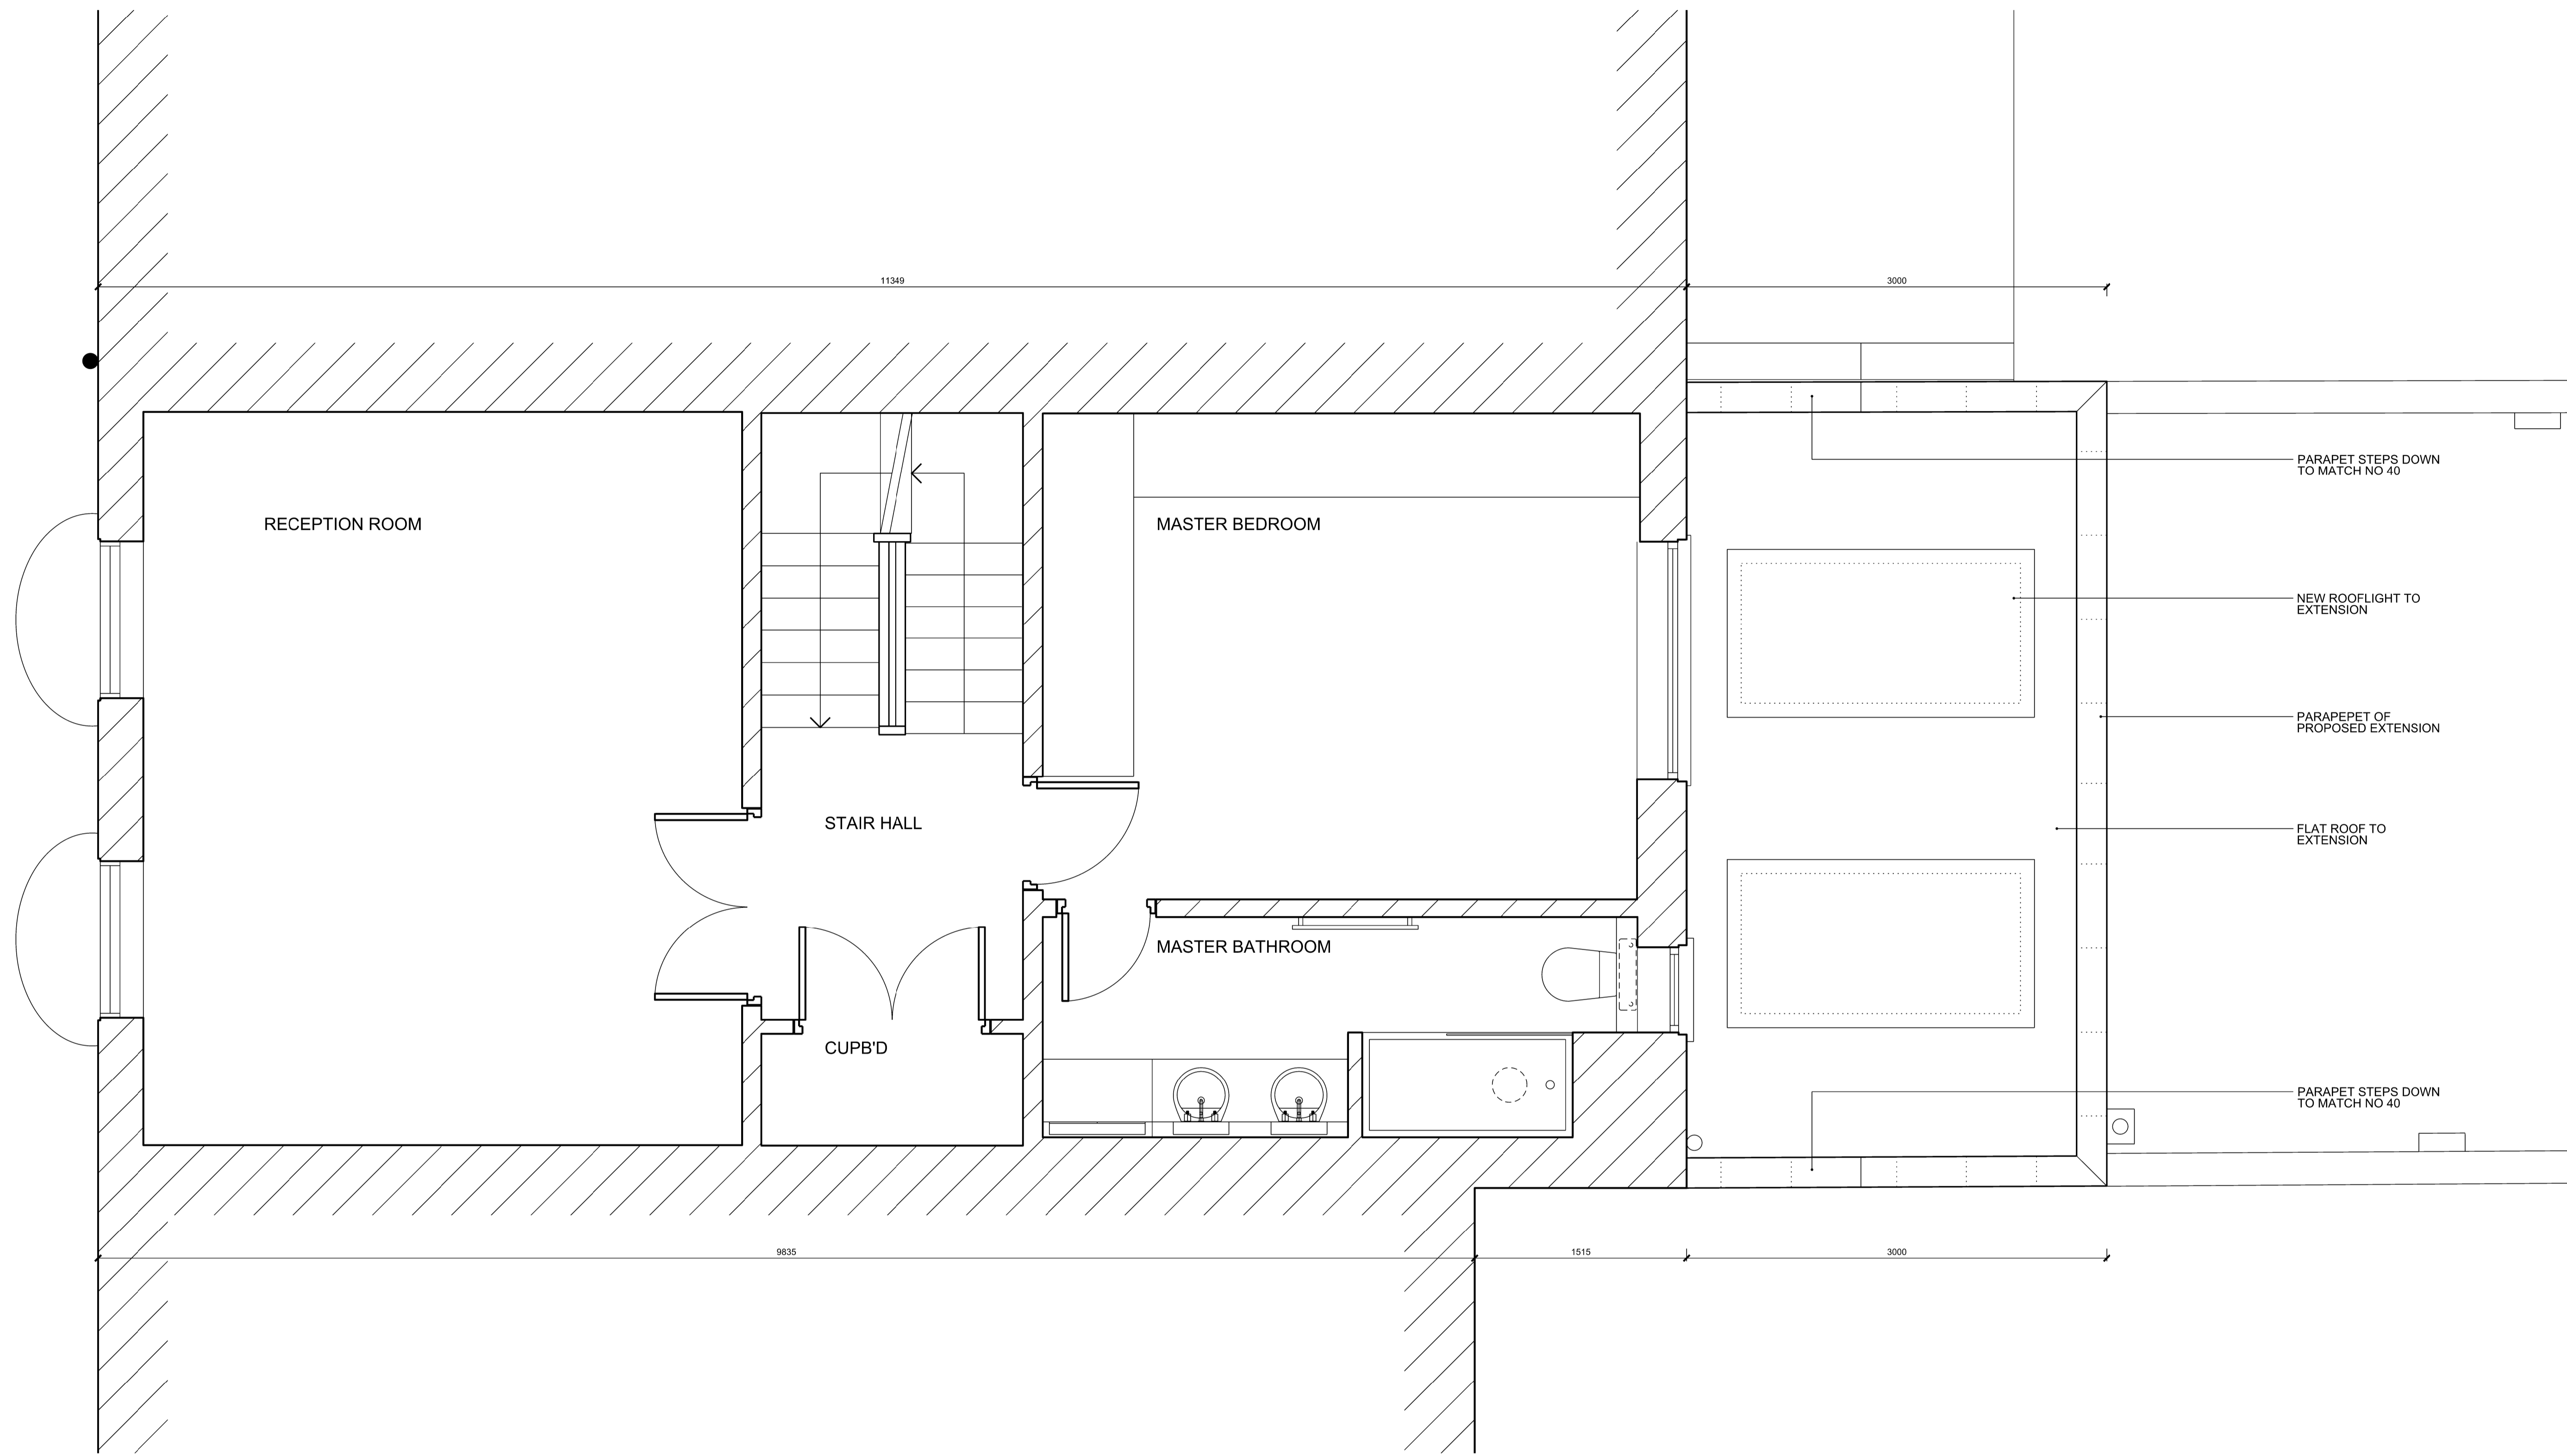 11349
3000
PARAPET STEPS DOWN
TO MATCH NO 40
RECEPTION ROOM
MASTER BEDROOM
NEW ROOFLIGHT TO
EXTENSION
PARAPEPET OF
PROPOSED EXTENSION
STAIR HALL
FLAT ROOF TO
EXTENSION
MASTER BATHROOM
CUPB'D
PARAPET STEPS DOWN
TO MATCH NO 40
9835
1515
3000